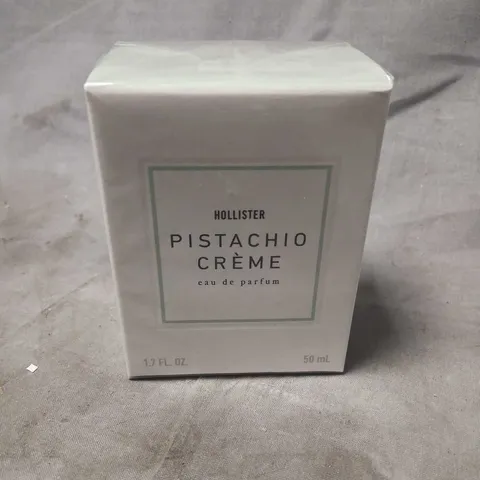 HOLLISTER
PISTACHIO
CRÈME
eau de parfum
1.7 FL. OZ. 50 mL